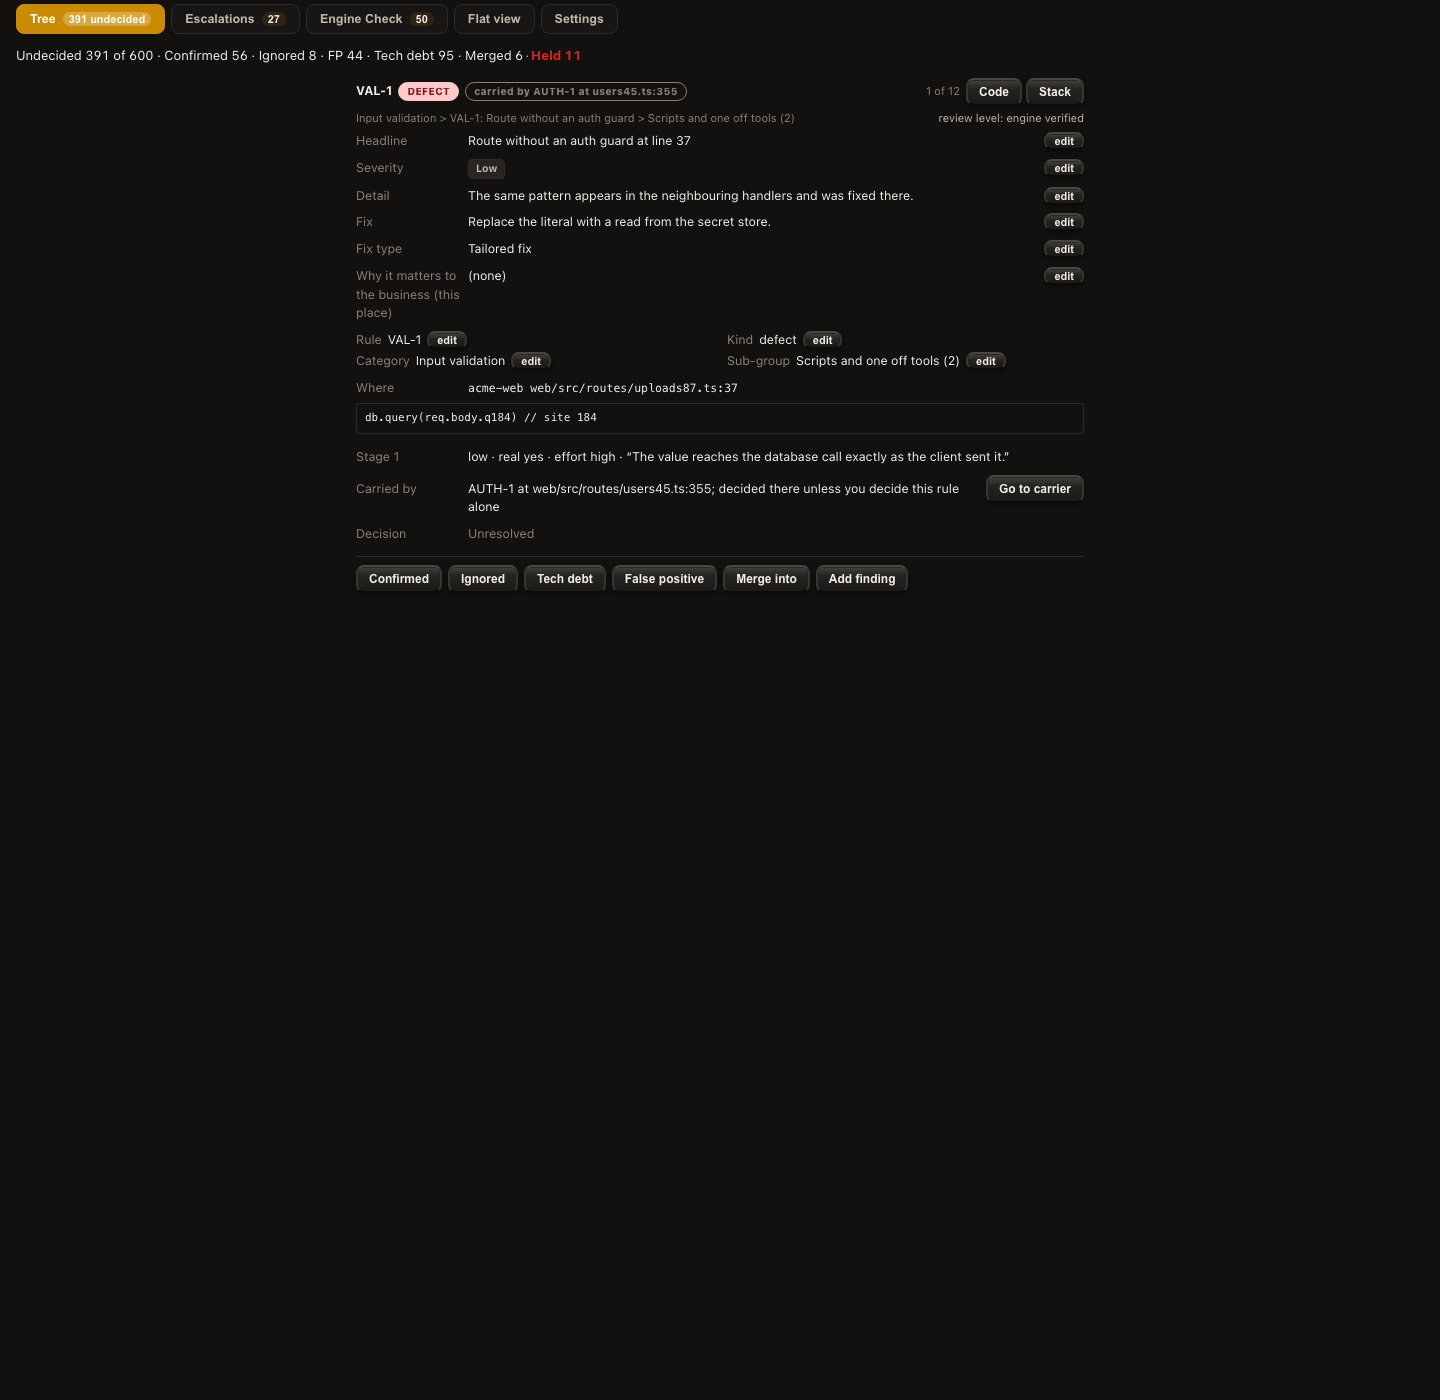 Tree 391 undecided Escalations 27 Engine Check 50 Flat view Settings
Undecided 391 of 600 · Confirmed 56 · Ignored 8 · FP 44 · Tech debt 95 · Merged 6 · Held 11
VAL-1 DEFECT carried by AUTH-1 at users45.ts:355 1 of 12 Code Stack
Input validation > VAL-1: Route without an auth guard > Scripts and one off tools (2) review level: engine verified
Headline Route without an auth guard at line 37 edit
Severity Low edit
Detail The same pattern appears in the neighbouring handlers and was fixed there. edit
Fix Replace the literal with a read from the secret store. edit
Fix type Tailored fix edit
Why it matters to (none) edit
the business (this
place)
Rule VAL-1 edit Kind defect edit
Category Input validation edit Sub-group Scripts and one off tools (2) edit
Where acme-web web/src/routes/uploads87.ts:37
db.query(req.body.q184) // site 184
Stage 1 low · real yes · effort high · “The value reaches the database call exactly as the client sent it.”
Carried by AUTH-1 at web/src/routes/users45.ts:355; decided there unless you decide this rule Go to carrier
alone
Decision Unresolved
Confirmed Ignored Tech debt False positive Merge into Add finding